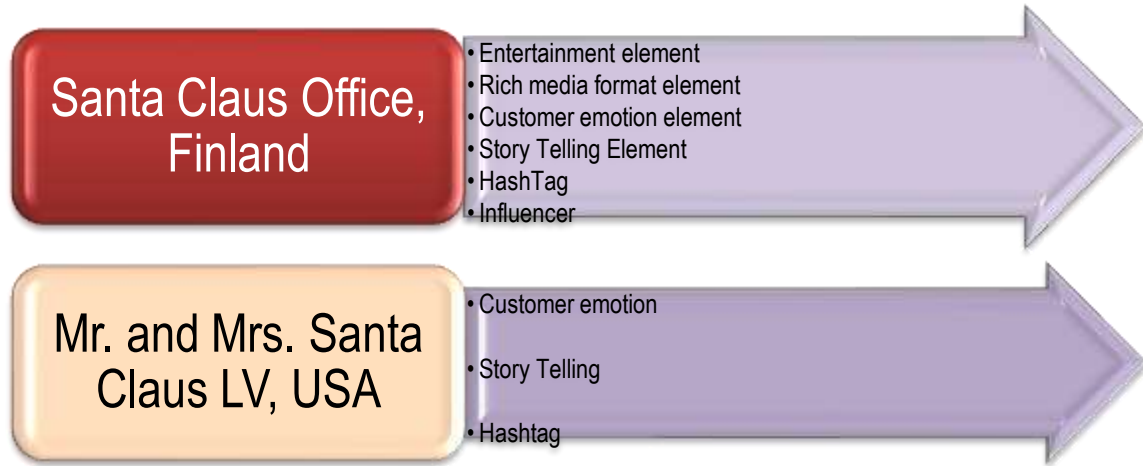 Santa Claus Office,
Finland
• Entertainment element
• Rich media format element
• Customer emotion element
• Story Telling Element
• HashTag
• Influencer
Mr. and Mrs. Santa
Claus LV, USA
• Customer emotion
• Story Telling
• Hashtag